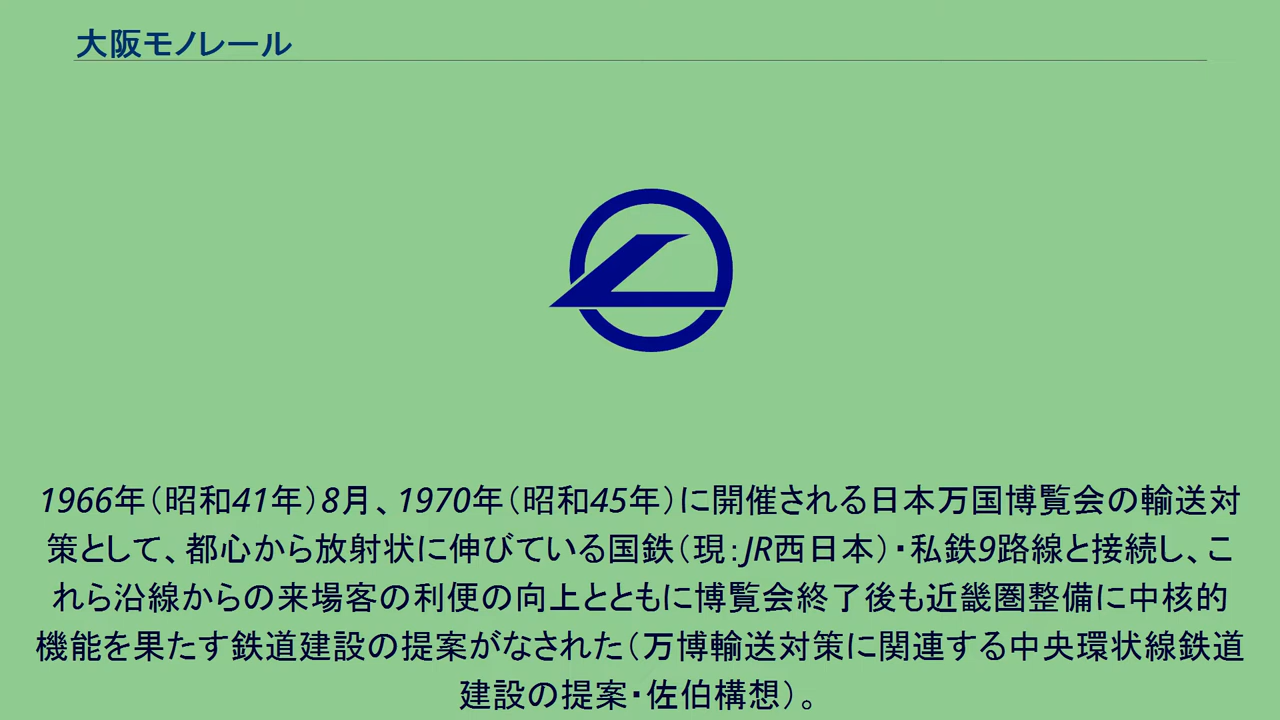 大阪モノレール
1966年（昭和41年）8月、1970年（昭和45年）に開催される日本万国博覧会の輸送対
策として、都心から放射状に伸びている国鉄（現：JR西日本）・私鉄9路線と接続し、こ
れら沿線からの来場客の利便の向上とともに博覧会終了後も近畿圏整備に中核的
機能を果たす鉄道建設の提案がなされた（万博輸送対策に関連する中央環状線鉄道
建設の提案・佐伯構想）。